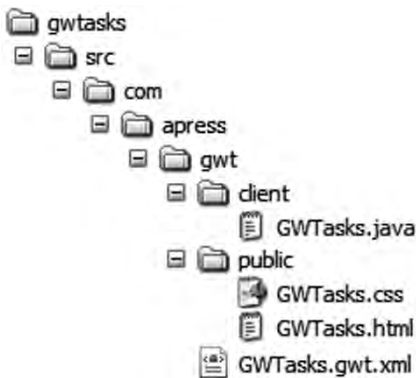 gwtasks
src
com
apress
gwt
client
GWTasks.java
public
GWTasks.css
GWTasks.html
GWTasks.gwt.xml